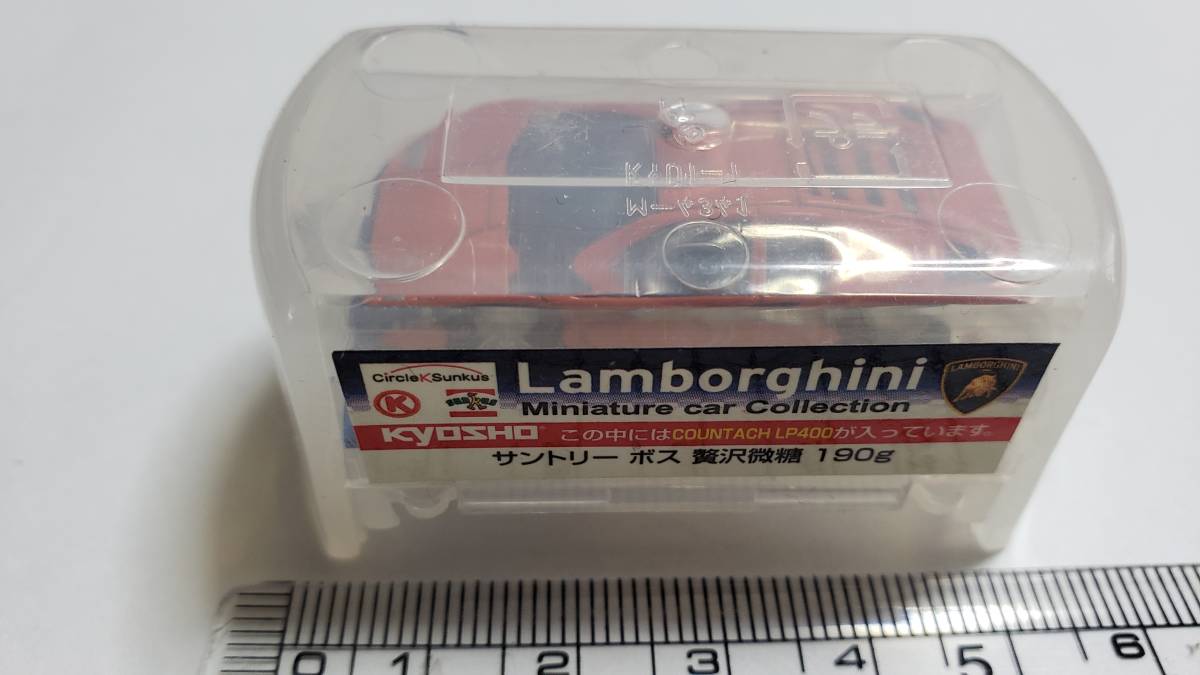 CircleKSunkus
K
SUNKUS
Lamborghini
LAMBORGHINI
Miniature car Collection
KYOSHO この中にはCOUNTACH LP400が入っています。
サントリー ボス 贅沢微糖 190g
0 1 2 3 4 5 6